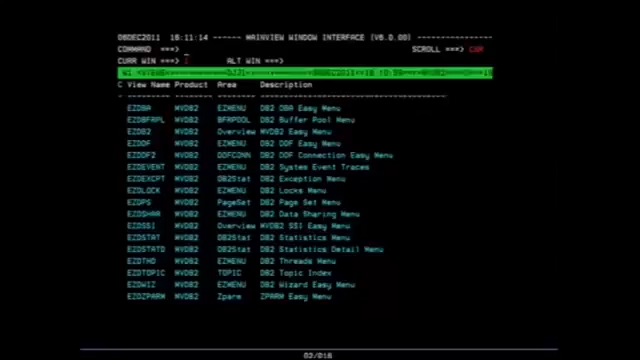 06DEC2011 16:11:14 ------ MAINVIEW WINDOW INTERFACE (V6.0.00) ----------------
COMMAND ===> SCROLL ===> CSR
CURR WIN ===> 1 ALT WIN ===>
C View Name Product Area Description
EZDBA MVDB2 EZMENU DB2 DBA Easy Menu
EZDBFRPL MVDB2 BFRPOOL DB2 Buffer Pool Menu
EZDB2 MVDB2 Overview MVDB2 Easy Menu
EZDDF MVDB2 EZMENU DB2 DDF Easy Menu
EZDDF2 MVDB2 DDFCONN DB2 DDF Connection Easy Menu
EZDEVENT MVDB2 EZMENU DB2 System Event Traces
EZDEXCPT MVDB2 DB2Stat DB2 Exception Menu
EZDLOCK MVDB2 EZMENU DB2 Locks Menu
EZDPS MVDB2 PageSet DB2 Page Set Menu
EZDSHAR MVDB2 EZMENU DB2 Data Sharing Menu
EZDSSI MVDB2 Overview MVDB2 SSI Easy Menu
EZDSTAT MVDB2 DB2Stat DB2 Statistics Menu
EZDSTATD MVDB2 DB2Stat DB2 Statistics Detail Menu
EZDTHD MVDB2 EZMENU DB2 Threads Menu
EZDTOPIC MVDB2 TOPIC DB2 Topic Index
EZDWIZ MVDB2 EZMENU DB2 Wizard Easy Menu
EZDZPARM MVDB2 Zparm ZPARM Easy Menu
03/016